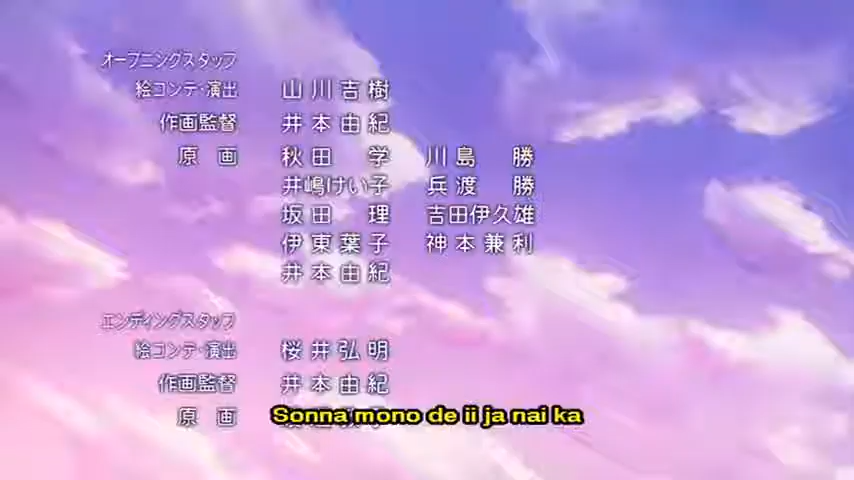 オープニングスタッフ
絵コンテ・演出 山川吉樹
作画監督 井本由紀
原 画 秋田 学 川島 勝
井嶋けい子 兵渡 勝
坂田 理 吉田伊久雄
伊東葉子 神本兼利
井本由紀
エンディングスタッフ
絵コンテ・演出 桜井弘明
作画監督 井本由紀
原 画
Sonna mono de ii ja nai ka